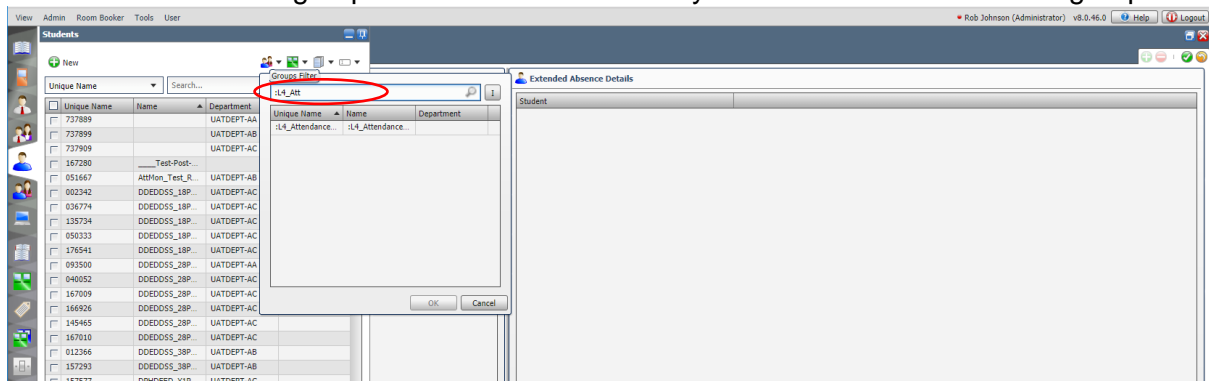 View Admin Room Booker Tools User Rob Johnson (Administrator) v8.0.46.0 Help Logout
Students
New
Groups Filter
Unique Name Search...
:L4_Att
Extended Absence Details
Student
Unique Name Name Department
Unique Name Name Department
:L4_Attendance... :L4_Attendance...
737889 UATDEPT-AA
737899 UATDEPT-AB
737909 UATDEPT-AC
167280 ____Test-Post-...
051667 AttMon_Test_R... UATDEPT-AB
002342 DDEDDSS_18P... UATDEPT-AC
036774 DDEDDSS_18P... UATDEPT-AC
135734 DDEDDSS_18P... UATDEPT-AC
050333 DDEDDSS_18P... UATDEPT-AC
176541 DDEDDSS_18P... UATDEPT-AC
093500 DDEDDSS_28P... UATDEPT-AA
040052 DDEDDSS_28P... UATDEPT-AC
167009 DDEDDSS_28P... UATDEPT-AC
166926 DDEDDSS_28P... UATDEPT-AC
OK Cancel
145465 DDEDDSS_28P... UATDEPT-AC
167010 DDEDDSS_28P... UATDEPT-AC
012366 DDEDDSS_38P... UATDEPT-AB
157293 DDEDDSS_38P... UATDEPT-AB